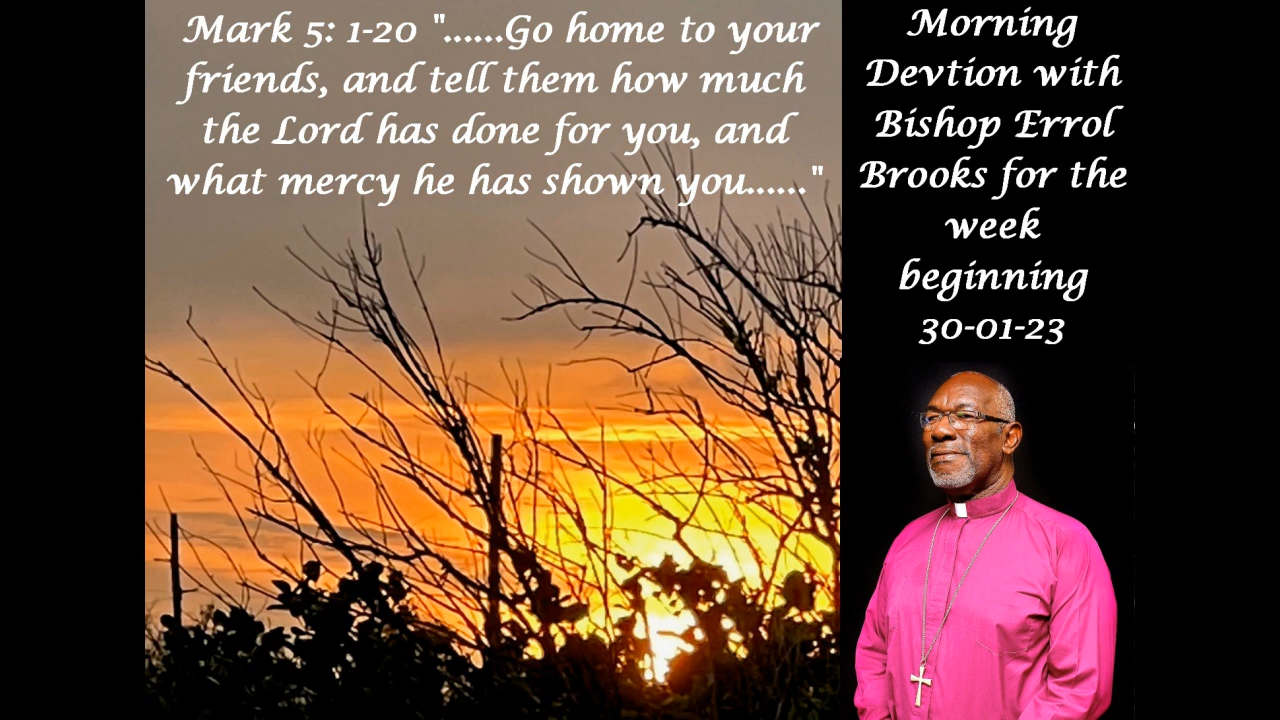 Mark 5: 1-20 "......Go home to your
friends, and tell them how much
the Lord has done for you, and
what mercy he has shown you......"
Morning
Devtion with
Bishop Errol
Brooks for the
week
beginning
30-01-23